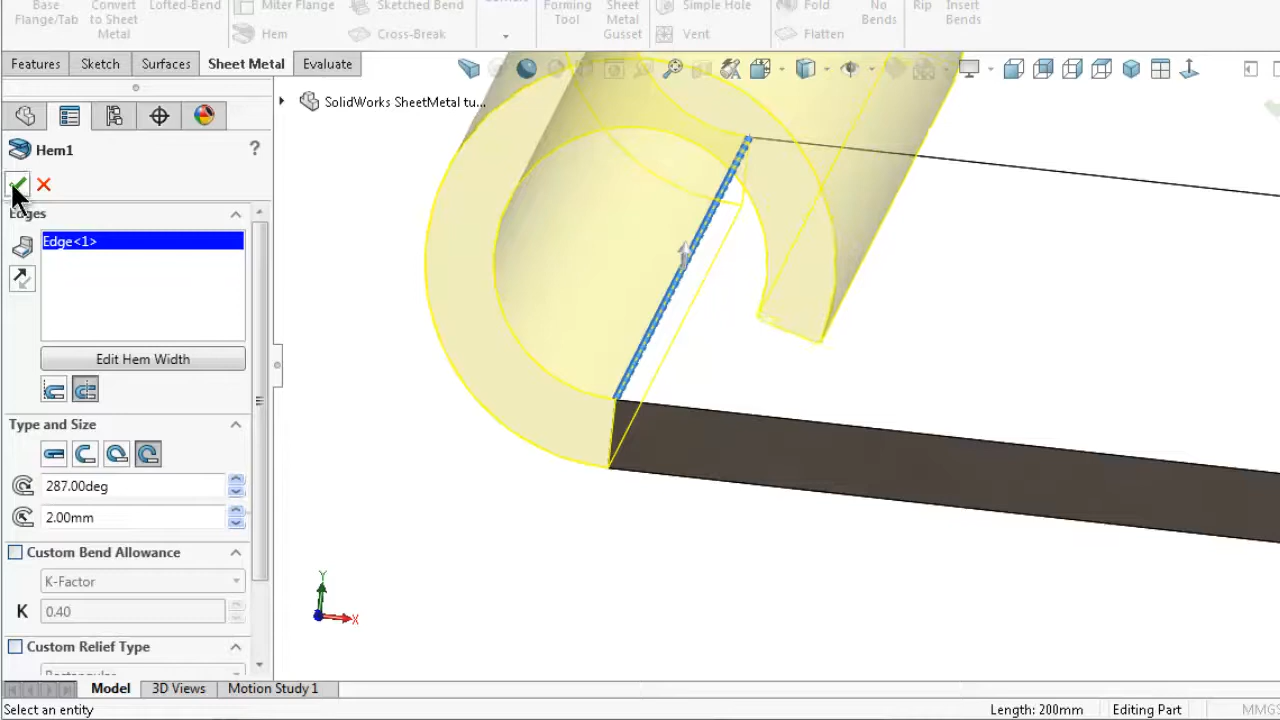 Base
Flange/Tab
Convert
to Sheet
Metal
Lofted-Bend
Miter Flange
Hem
Sketched Bend
Cross-Break
Forming
Tool
Sheet
Metal
Gusset
Simple Hole
Vent
Fold
Flatten
No
Bends
Rip
Insert
Bends
Features
Sketch
Surfaces
Sheet Metal
Evaluate
SolidWorks SheetMetal tu...
Hem1
?
Edges
Edge<1>
Edit Hem Width
Type and Size
287.00deg
2.00mm
Custom Bend Allowance
K-Factor
K
0.40
Custom Relief Type
Rectangular
Y
X
Model
3D Views
Motion Study 1
Select an entity
Length: 200mm
Editing Part
MMGS